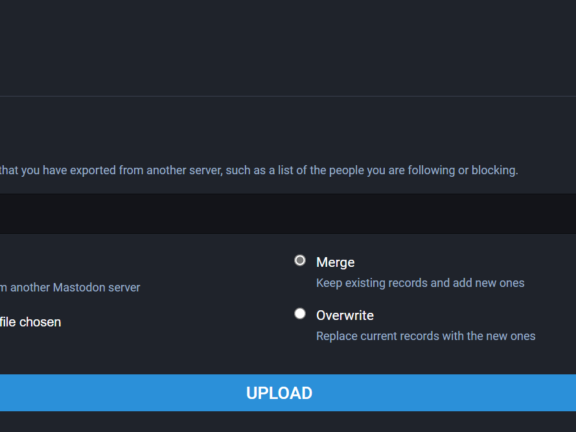 that you have exported from another server, such as a list of the people you are following or blocking.
Merge
Keep existing records and add new ones
another Mastodon server
file chosen
Overwrite
Replace current records with the new ones
UPLOAD